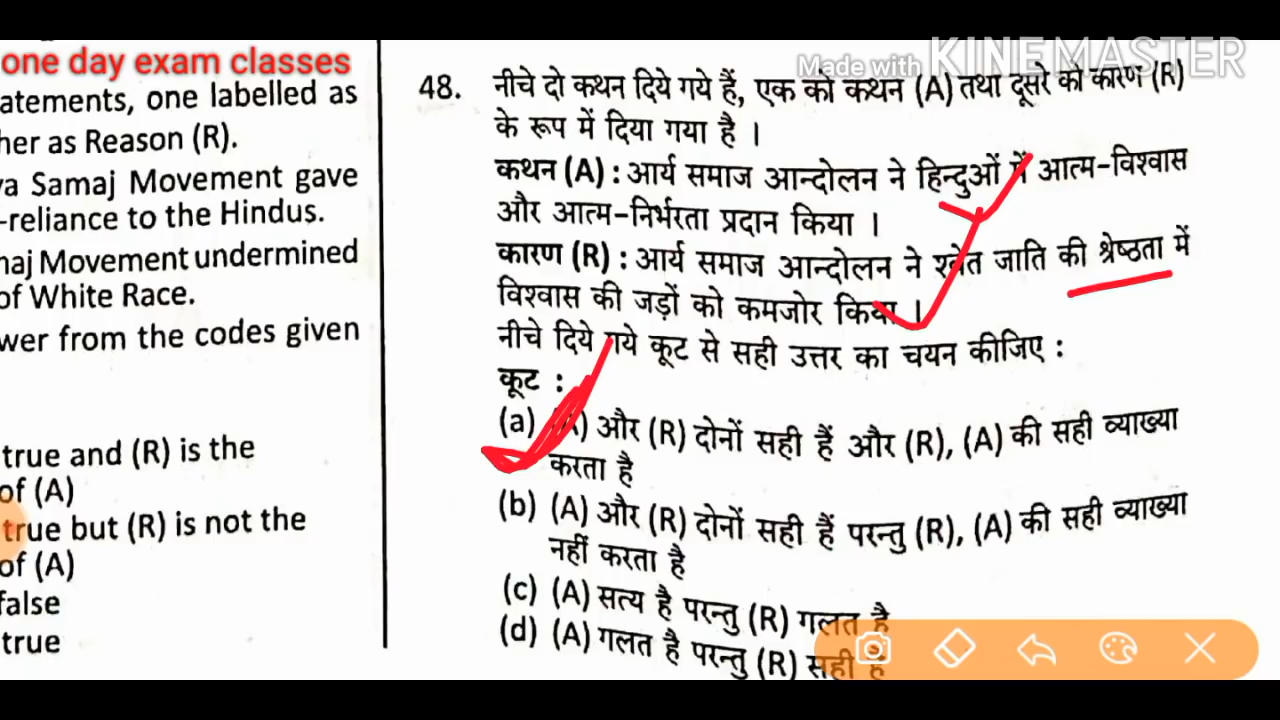 Made with KINEMASTER
one day exam classes
atements, one labelled as
her as Reason (R).
ya Samaj Movement gave
-reliance to the Hindus.
naj Movement undermined
of White Race.
wer from the codes given
true and (R) is the
of (A)
true but (R) is not the
of (A)
false
true
48. नीचे दो कथन दिये गये हैं, एक को कथन (A) तथा दूसरे को कारण (R)
के रूप में दिया गया है ।
कथन (A) : आर्य समाज आन्दोलन ने हिन्दुओं में आत्म-विश्वास
और आत्म-निर्भरता प्रदान किया ।
कारण (R) : आर्य समाज आन्दोलन ने श्वेत जाति की श्रेष्ठता में
विश्वास की जड़ों को कमजोर किया ।
नीचे दिये गये कूट से सही उत्तर का चयन कीजिए :
कूट :
(a) (A) और (R) दोनों सही हैं और (R), (A) की सही व्याख्या
करता है
(b) (A) और (R) दोनों सही हैं परन्तु (R), (A) की सही व्याख्या
नहीं करता है
(c) (A) सत्य है परन्तु (R) गलत है
(d) (A) गलत है परन्तु (R) सही है